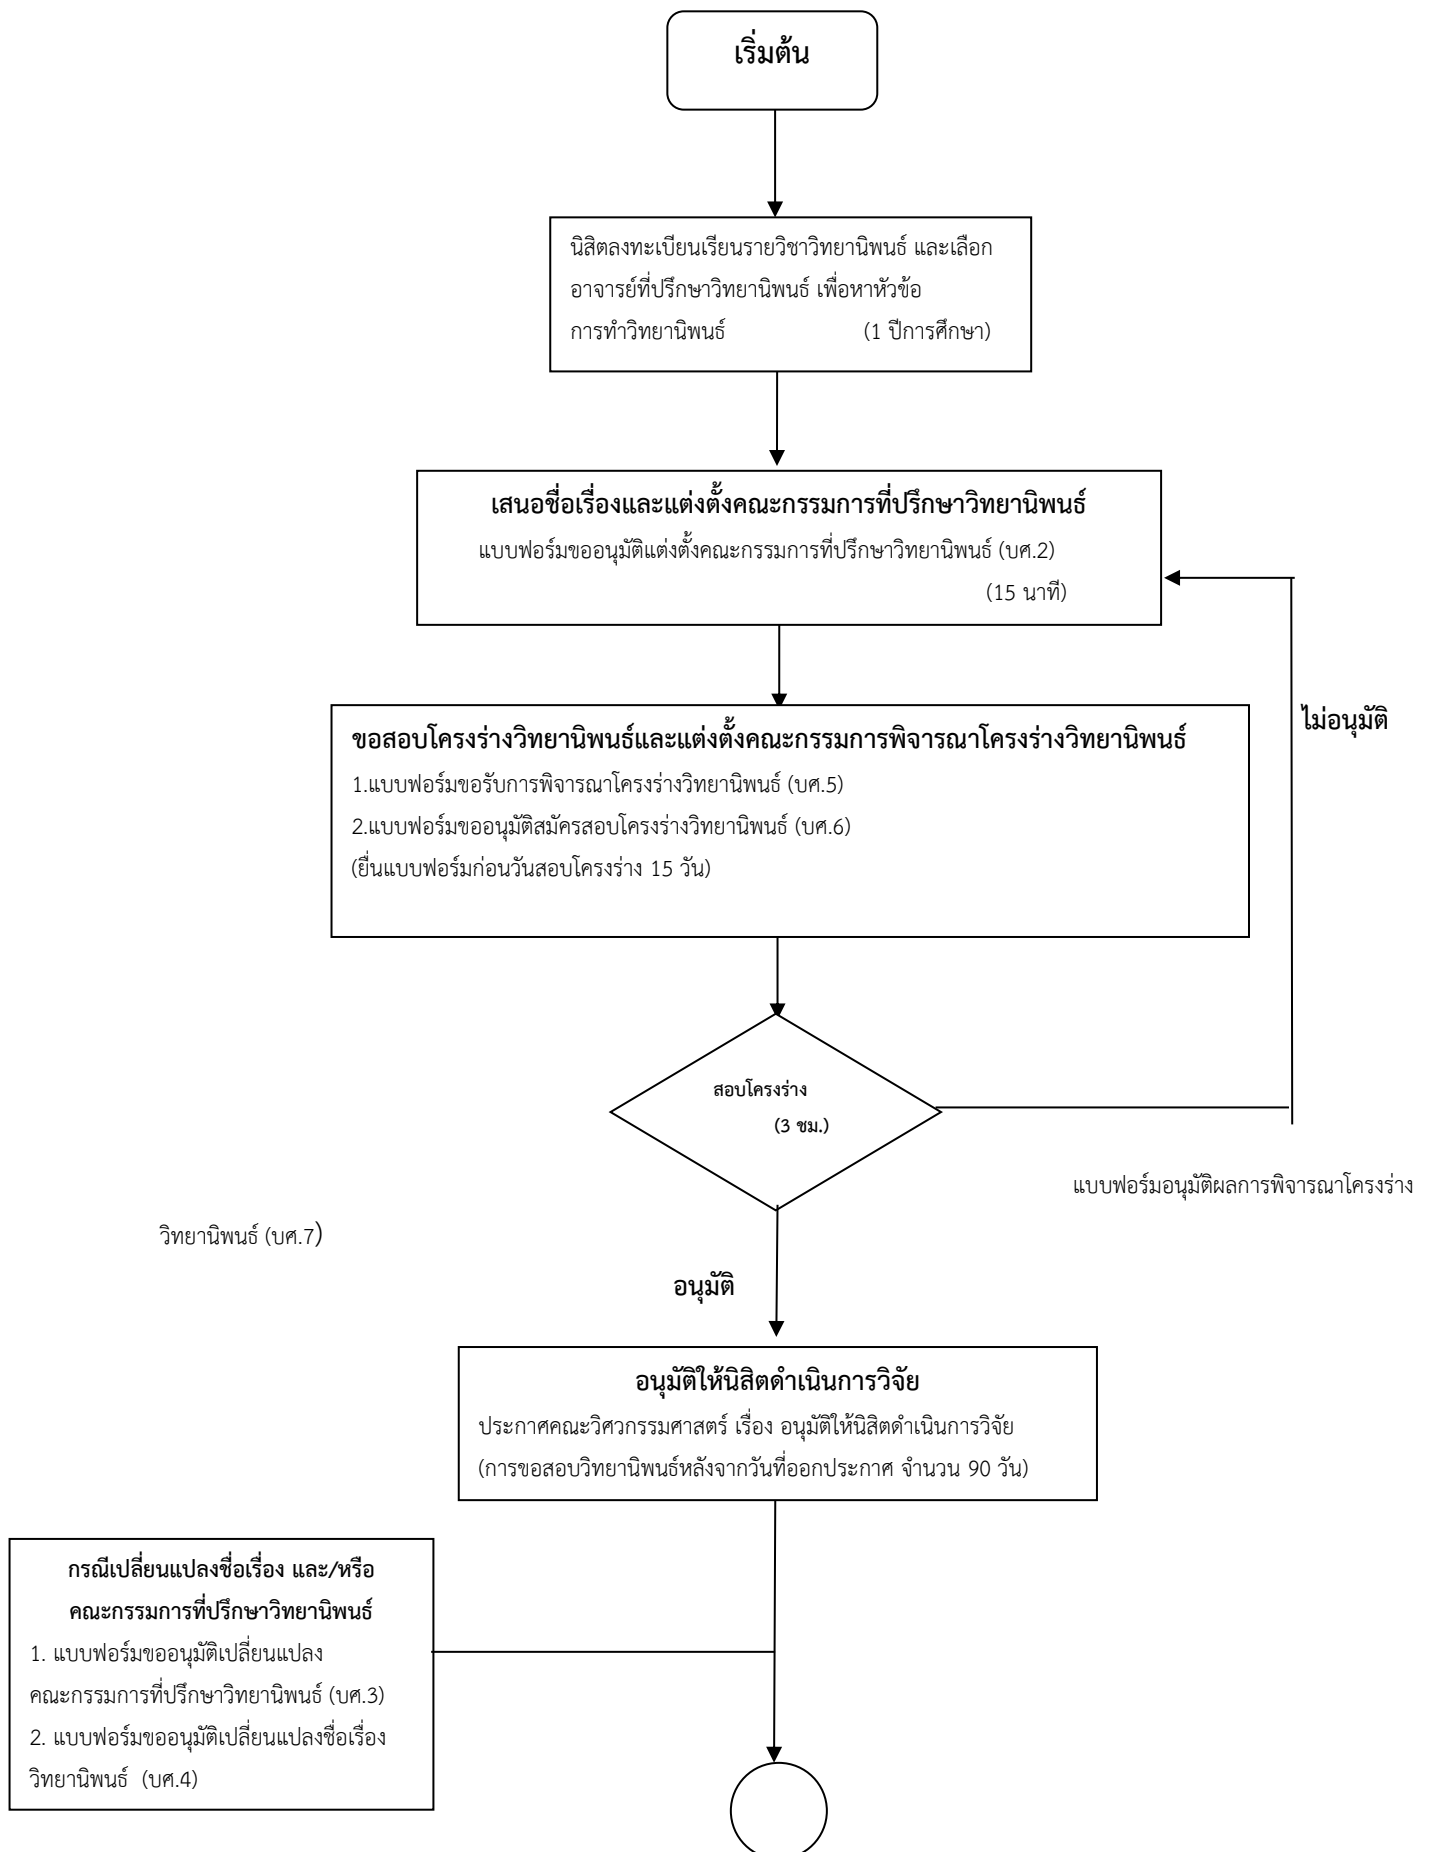 เริ่มต้น
นิสิตลงทะเบียนเรียนรายวิชาวิทยานิพนธ์ และเลือก
อาจารย์ที่ปรึกษาวิทยานิพนธ์ เพื่อหาหัวข้อ
การทำวิทยานิพนธ์ (1 ปีการศึกษา)
เสนอชื่อเรื่องและแต่งตั้งคณะกรรมการที่ปรึกษาวิทยานิพนธ์
แบบฟอร์มขออนุมัติแต่งตั้งคณะกรรมการที่ปรึกษาวิทยานิพนธ์ (บศ.2)
(15 นาที)
ขอสอบโครงร่างวิทยานิพนธ์และแต่งตั้งคณะกรรมการพิจารณาโครงร่างวิทยานิพนธ์
1.แบบฟอร์มขอรับการพิจารณาโครงร่างวิทยานิพนธ์ (บศ.5)
2.แบบฟอร์มขออนุมัติสมัครสอบโครงร่างวิทยานิพนธ์ (บศ.6)
(ยื่นแบบฟอร์มก่อนวันสอบโครงร่าง 15 วัน)
ไม่อนุมัติ
สอบโครงร่าง
(3 ชม.)
แบบฟอร์มอนุมัติผลการพิจารณาโครงร่าง
วิทยานิพนธ์ (บศ.7)
อนุมัติ
อนุมัติให้นิสิตดำเนินการวิจัย
ประกาศคณะวิศวกรรมศาสตร์ เรื่อง อนุมัติให้นิสิตดำเนินการวิจัย
(การขอสอบวิทยานิพนธ์หลังจากวันที่ออกประกาศ จำนวน 90 วัน)
กรณีเปลี่ยนแปลงชื่อเรื่อง และ/หรือ
คณะกรรมการที่ปรึกษาวิทยานิพนธ์
1. แบบฟอร์มขออนุมัติเปลี่ยนแปลง
คณะกรรมการที่ปรึกษาวิทยานิพนธ์ (บศ.3)
2. แบบฟอร์มขออนุมัติเปลี่ยนแปลงชื่อเรื่อง
วิทยานิพนธ์ (บศ.4)